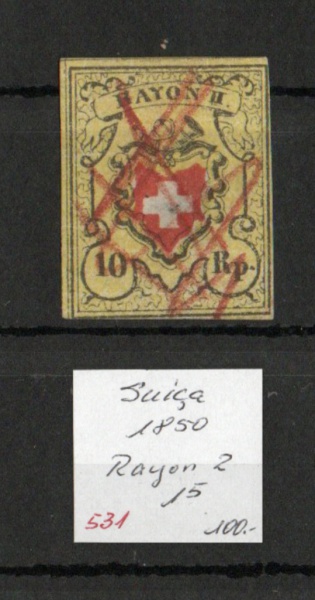 RAYON II
10 Rp.
Suiça
1850
Rayon 2
15
531 100.-